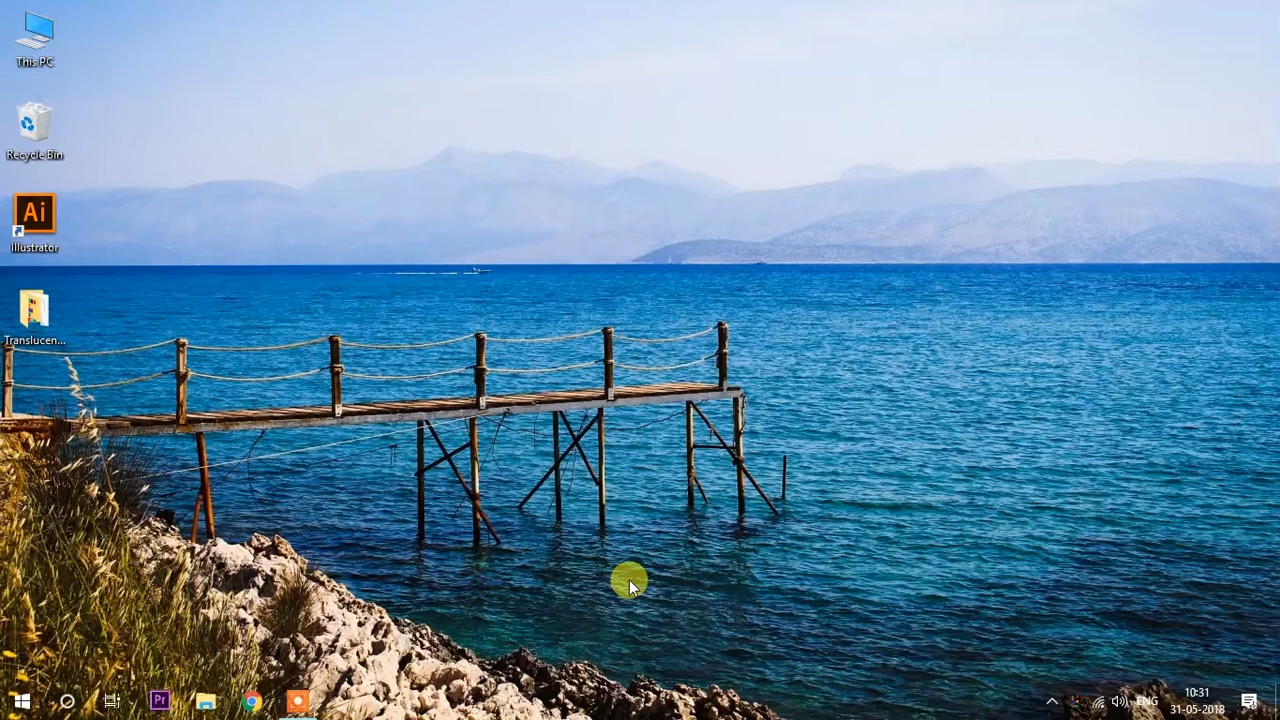 This PC
Recycle Bin
Ai
Illustrator
Translucen...
Pr
ENG
10:31
31-05-2018